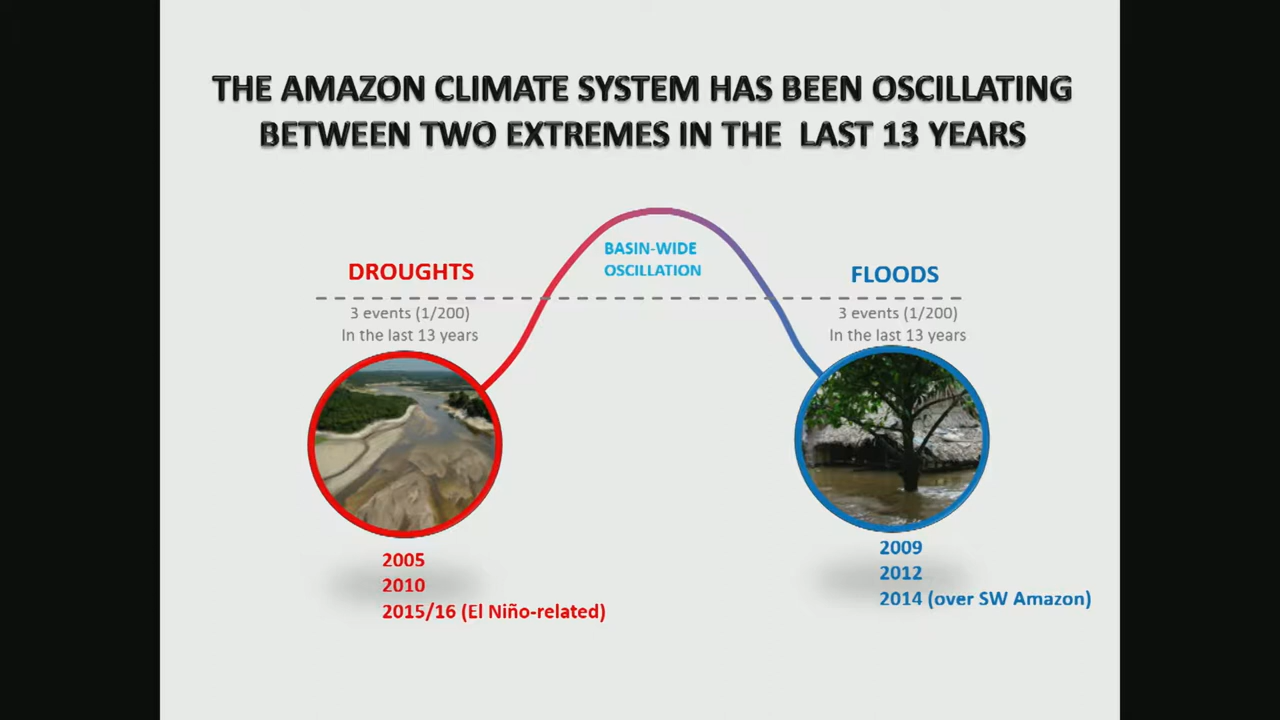 THE AMAZON CLIMATE SYSTEM HAS BEEN OSCILLATING
BETWEEN TWO EXTREMES IN THE LAST 13 YEARS
BASIN-WIDE
OSCILLATION
DROUGHTS
3 events (1/200)
In the last 13 years
2005
2010
2015/16 (El Niño-related)
FLOODS
3 events (1/200)
In the last 13 years
2009
2012
2014 (over SW Amazon)